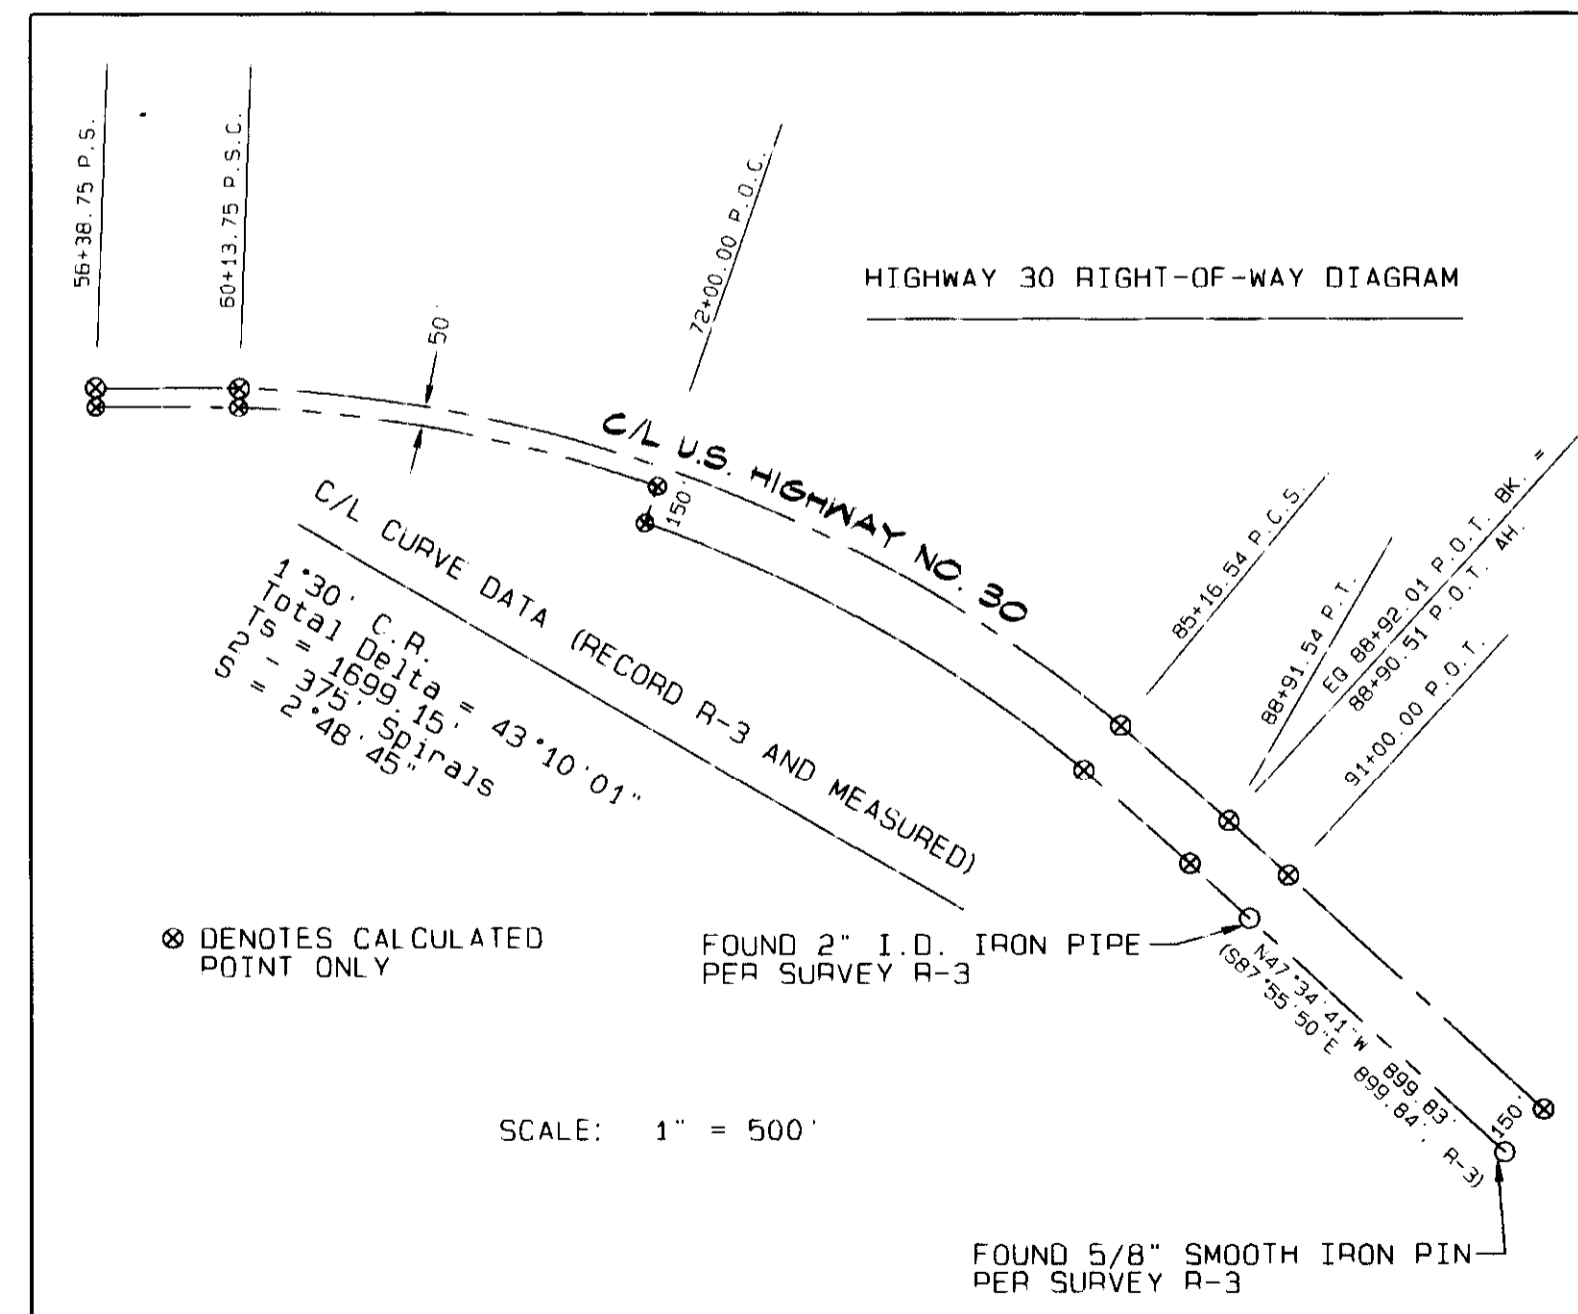 56+38.75 P.S.
60+13.75 P.S.C.
72+00.00 P.O.C.
HIGHWAY 30 RIGHT-OF-WAY DIAGRAM
50'
C/L U.S. HIGHWAY NO. 30
150'
85+16.54 P.C.S.
88+91.54 P.T.
EQ 88+92.01 P.O.T. BK. =
88+90.51 P.O.T. AH.
91+00.00 P.O.T.
C/L CURVE DATA (RECORD R-3 AND MEASURED)
1°30' C.R.
Total Delta = 43°10'01"
Ts = 1699.15'
2 - 375' Spirals
S = 2°48'45"
⊗ DENOTES CALCULATED
POINT ONLY
FOUND 2" I.D. IRON PIPE
PER SURVEY R-3
N47°34'41"W 899.83'
(S87°55'50"E 899.84' R-3)
150'
SCALE: 1" = 500'
FOUND 5/8" SMOOTH IRON PIN
PER SURVEY R-3